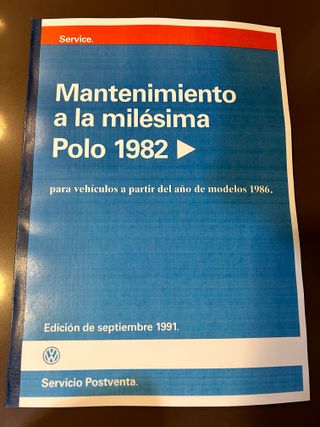 Service.
Mantenimiento
a la milésima
Polo 1982 ▶
para vehículos a partir del año de modelos 1986.
Edición de septiembre 1991.
Servicio Postventa.